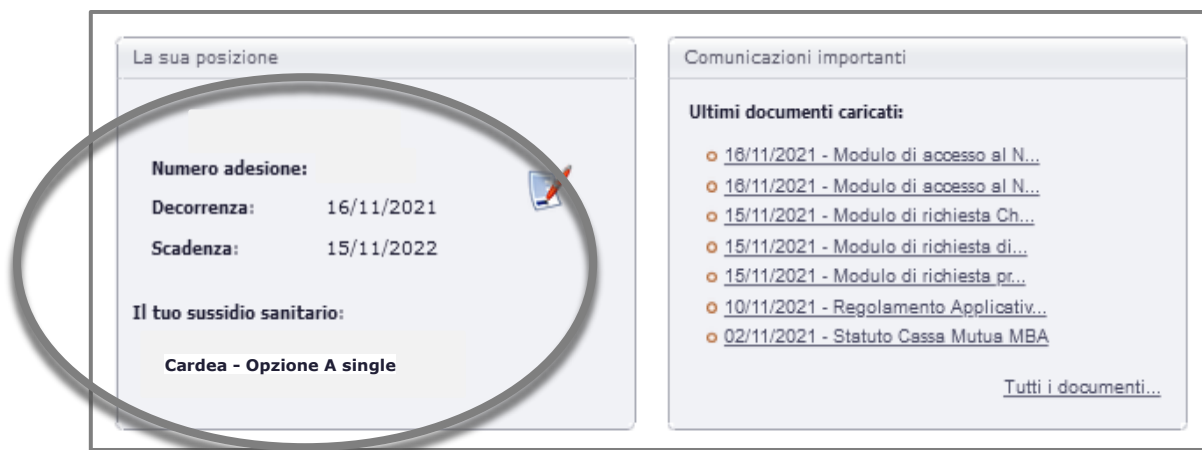 La sua posizione
Numero adesione:
Decorrenza: 16/11/2021
Scadenza: 15/11/2022
Il tuo sussidio sanitario:
Cardea - Opzione A single
Comunicazioni importanti
Ultimi documenti caricati:
16/11/2021 - Modulo di accesso al N...
16/11/2021 - Modulo di accesso al N...
15/11/2021 - Modulo di richiesta Ch...
15/11/2021 - Modulo di richiesta di...
15/11/2021 - Modulo di richiesta pr...
10/11/2021 - Regolamento Applicativ...
02/11/2021 - Statuto Cassa Mutua MBA
Tutti i documenti...